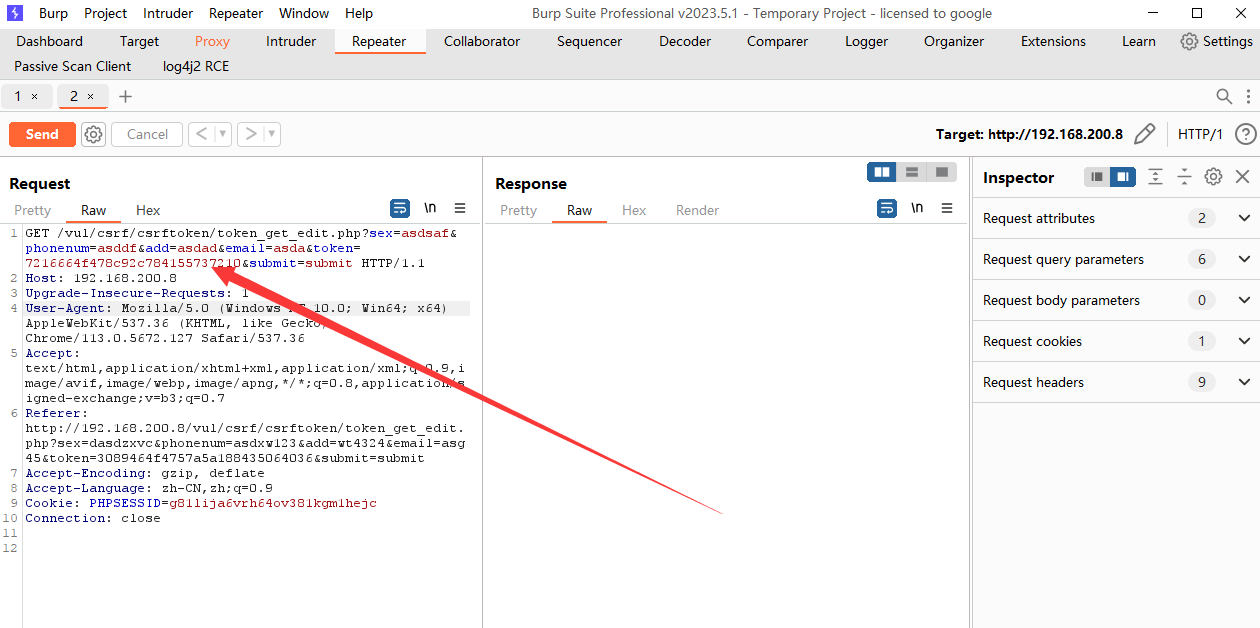 Burp Project Intruder Repeater Window Help Burp Suite Professional v2023.5.1 - Temporary Project - licensed to google
Dashboard Target Proxy Intruder Repeater Collaborator Sequencer Decoder Comparer Logger Organizer Extensions Learn Settings
Passive Scan Client log4j2 RCE
1 × 2 × +
Send Cancel < > Target: http://192.168.200.8 HTTP/1 ?
Request
Pretty Raw Hex \n
1 GET /vul/csrf/csrftoken/token_get_edit.php?sex=asdsaf&
phonenum=asddf&add=asdad&email=asda&token=
7216664f478c92c784155737210&submit=submit HTTP/1.1
2 Host: 192.168.200.8
3 Upgrade-Insecure-Requests: 1
4 User-Agent: Mozilla/5.0 (Windows NT 10.0; Win64; x64)
AppleWebKit/537.36 (KHTML, like Gecko)
Chrome/113.0.5672.127 Safari/537.36
5 Accept:
text/html,application/xhtml+xml,application/xml;q=0.9,i
mage/avif,image/webp,image/apng,*/*;q=0.8,application/s
igned-exchange;v=b3;q=0.7
6 Referer:
http://192.168.200.8/vul/csrf/csrftoken/token_get_edit.
php?sex=dasdzxvc&phonenum=asdxw123&add=wt4324&email=asg
45&token=3089464f4757a5a188435064036&submit=submit
7 Accept-Encoding: gzip, deflate
8 Accept-Language: zh-CN,zh;q=0.9
9 Cookie: PHPSESSID=g81lija6vrh64ov381kgm1hejc
10 Connection: close
11
12
Response
Pretty Raw Hex Render \n
Inspector
Request attributes 2
Request query parameters 6
Request body parameters 0
Request cookies 1
Request headers 9